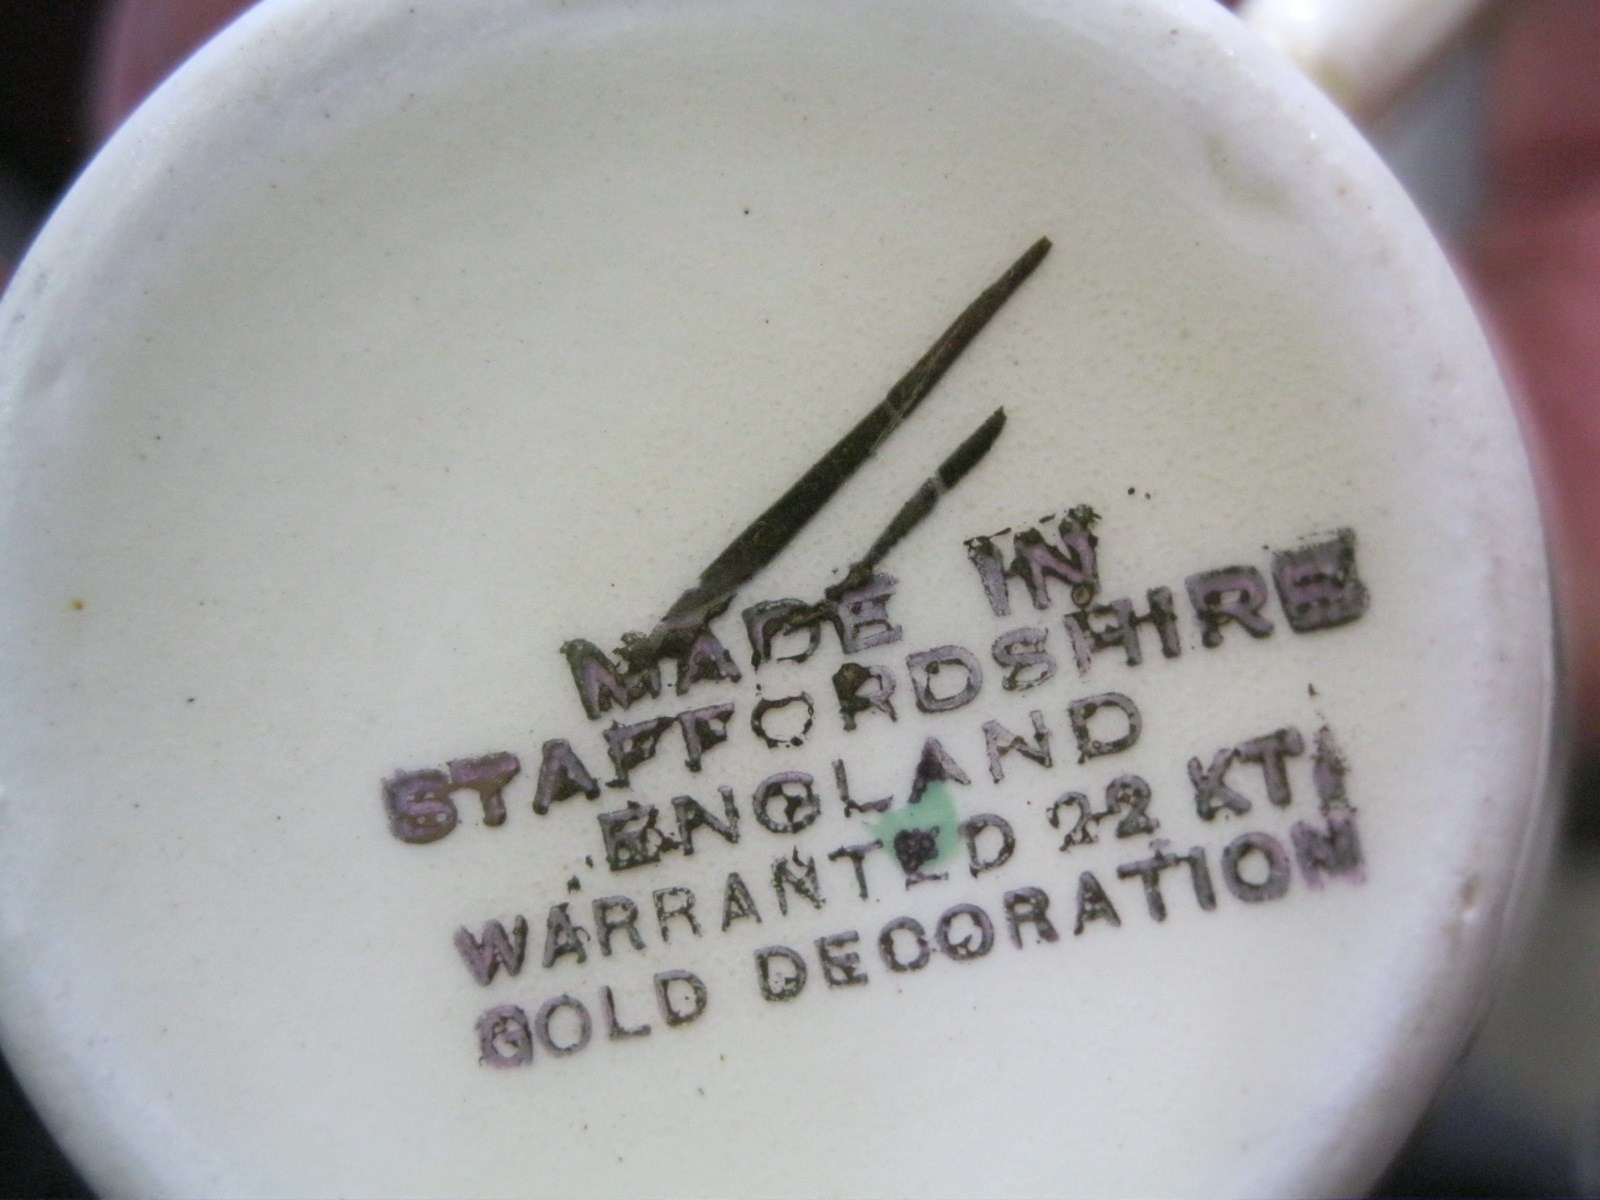 MADE IN
STAFFORDSHIRE
ENGLAND
WARRANTED 22 KT
GOLD DECORATION